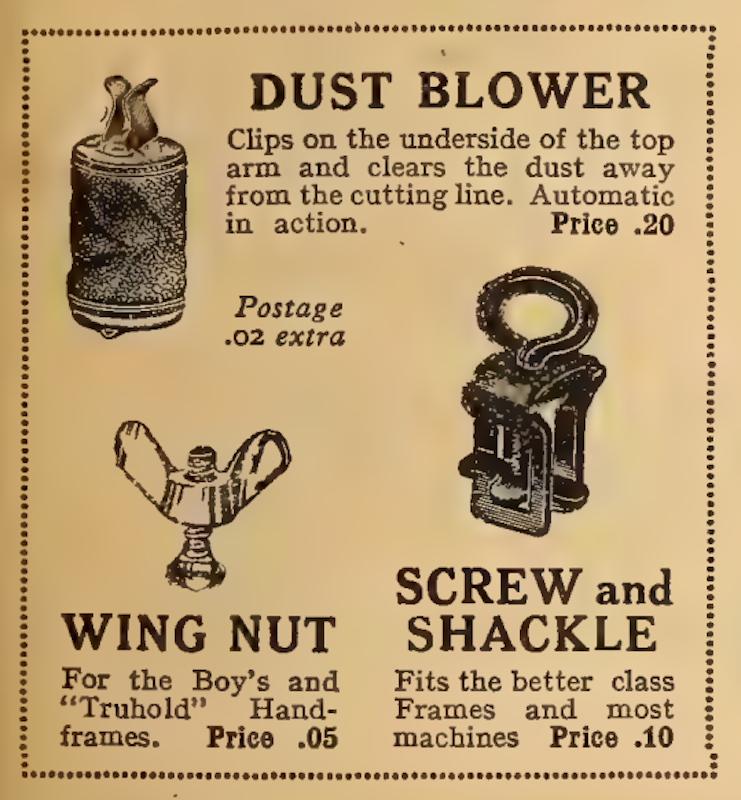 DUST BLOWER
Clips on the underside of the top
arm and clears the dust away
from the cutting line. Automatic
in action. Price .20
Postage
.02 extra
WING NUT
For the Boy's and
“Truhold” Hand-
frames. Price .05
SCREW and
SHACKLE
Fits the better class
Frames and most
machines Price .10